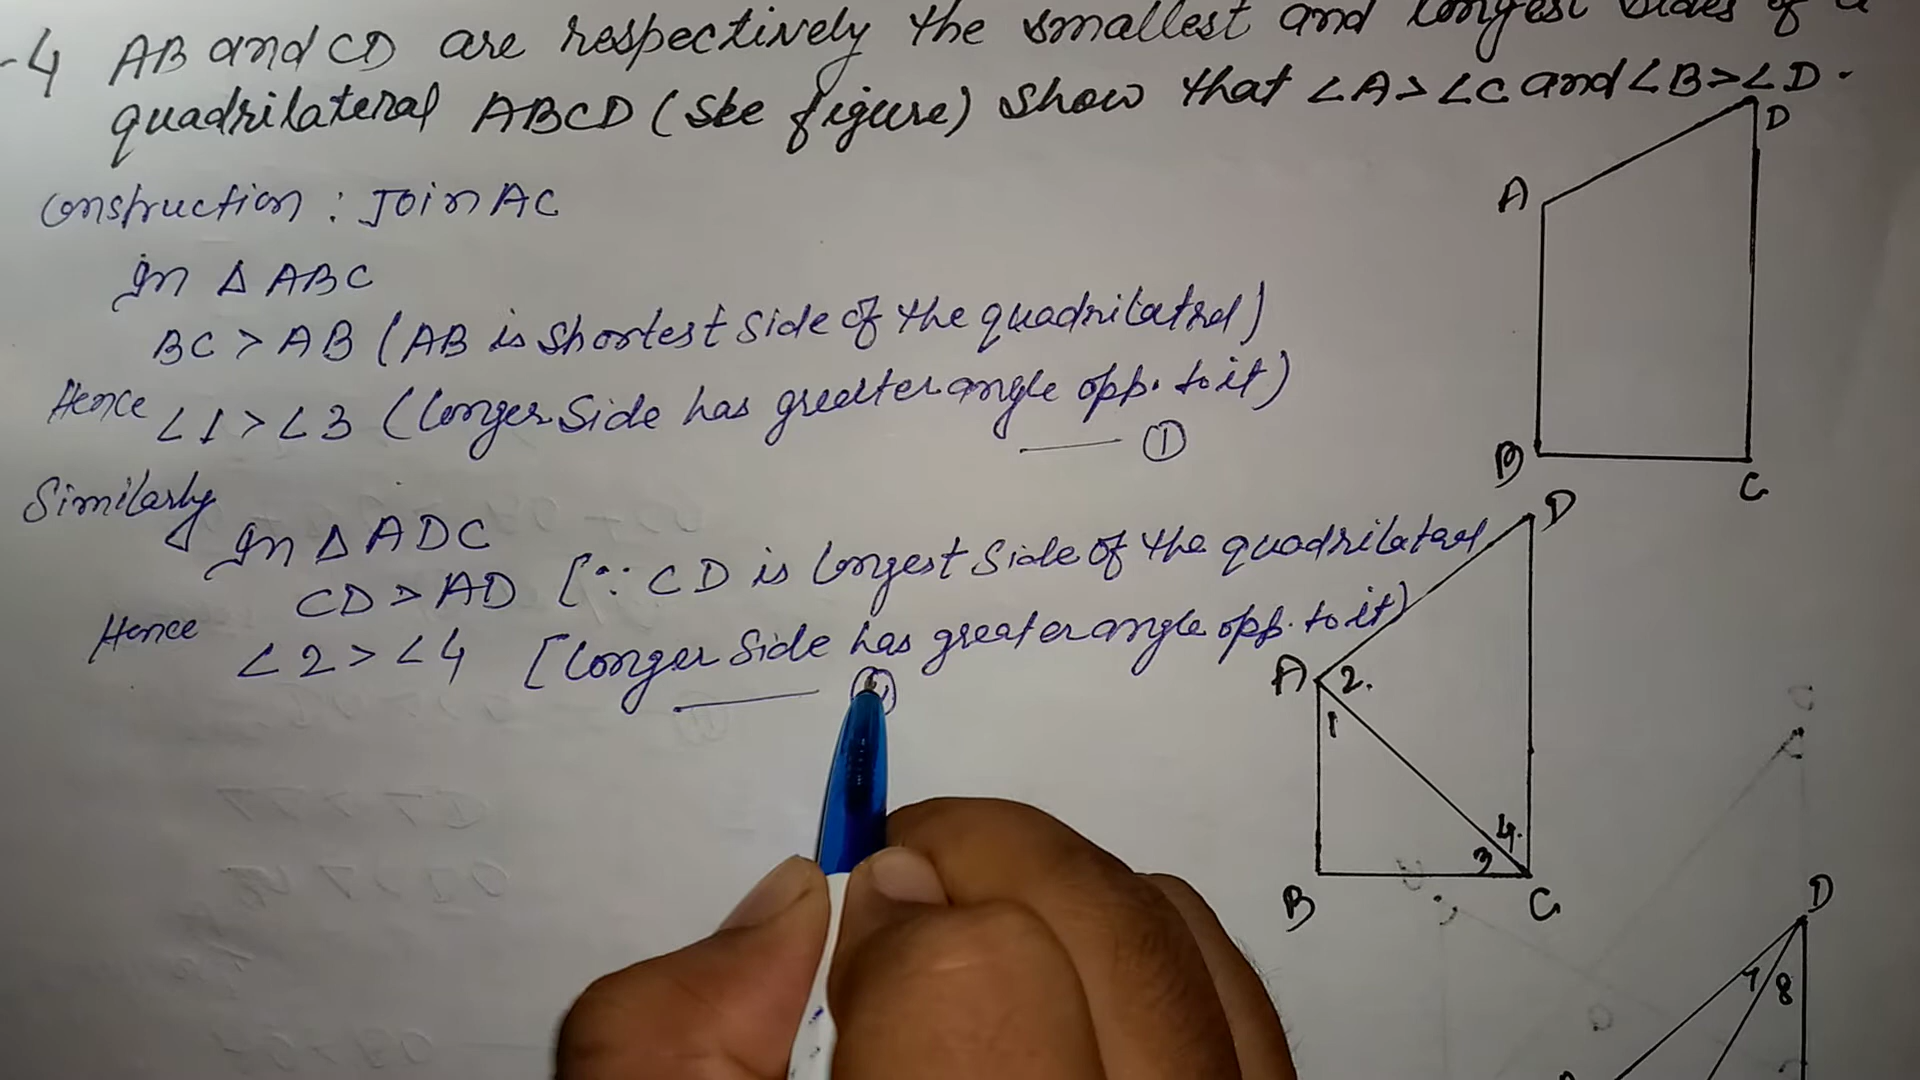 -4 AB and CD are respectively the smallest and longest sides of a
quadrilateral ABCD (See figure) Show that ∠A>∠C and ∠B>∠D.
Construction : Join AC
In Δ ABC
BC > AB (AB is shortest side of the quadrilateral)
Hence ∠1 > ∠3 (longer side has greater angle opp. to it)
①
Similarly
In Δ ADC
CD > AD [∵ CD is longest side of the quadrilateral
Hence ∠2 > ∠4 [longer side has greater angle opp. to it)
D
A
B
C
D
A 2.
1
4.
3
B
C
D
7 8